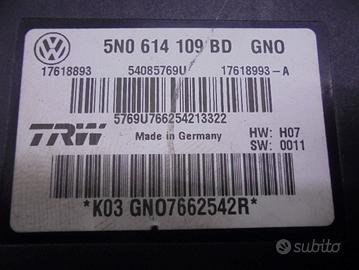 5N0 614 109 BD GNO
17618893 54085769U 17618993-A
5769U766254213322
TRW Made in Germany HW: H07
SW: 0011
*K03 GNO7662542R*
subito